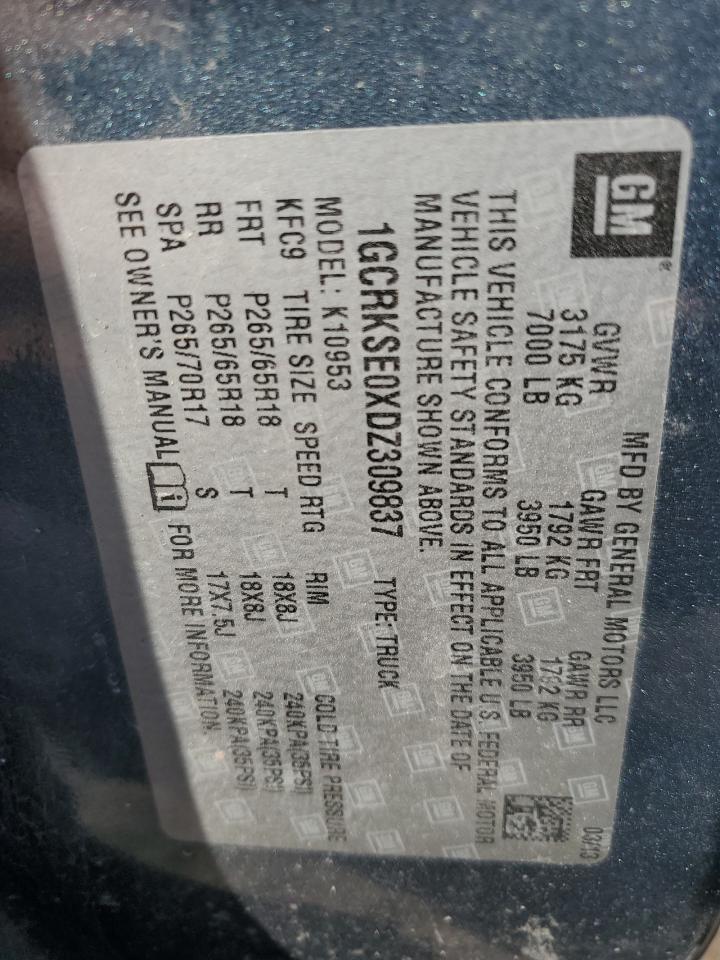 GM
MFD BY GENERAL MOTORS LLC 03/13
GVWR GAWR FRT GAWR RR
3175 KG 1792 KG 1792 KG
7000 LB 3950 LB 3950 LB
THIS VEHICLE CONFORMS TO ALL APPLICABLE U.S. FEDERAL MOTOR
VEHICLE SAFETY STANDARDS IN EFFECT ON THE DATE OF
MANUFACTURE SHOWN ABOVE.
1GCRKSE0XDZ309837 TYPE:TRUCK
MODEL: K10953
KFC9 TIRE SIZE SPEED RTG RIM COLD TIRE PRESSURE
FRT P265/65R18 T 18X8J 240KPA(35PSI)
RR P265/65R18 T 18X8J 240KPA(35PSI)
SPA P265/70R17 S 17X7.5J 240KPA(35PSI)
SEE OWNER'S MANUAL FOR MORE INFORMATION.